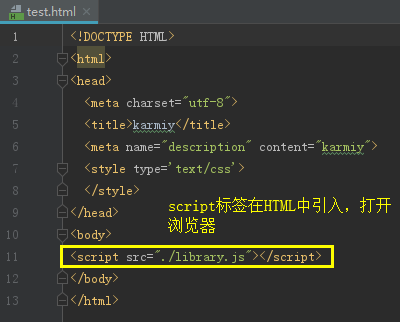 test.html
1 <!DOCTYPE HTML>
2 <html>
3 <head>
4 <meta charset="utf-8">
5 <title>karmiy</title>
6 <meta name="description" content="karmiy">
7 <style type='text/css'>
8 </style>
9 </head>
script标签在HTML中引入，打开
10 <body>
浏览器
11 <script src="./library.js"></script>
12 </body>
13 </html>